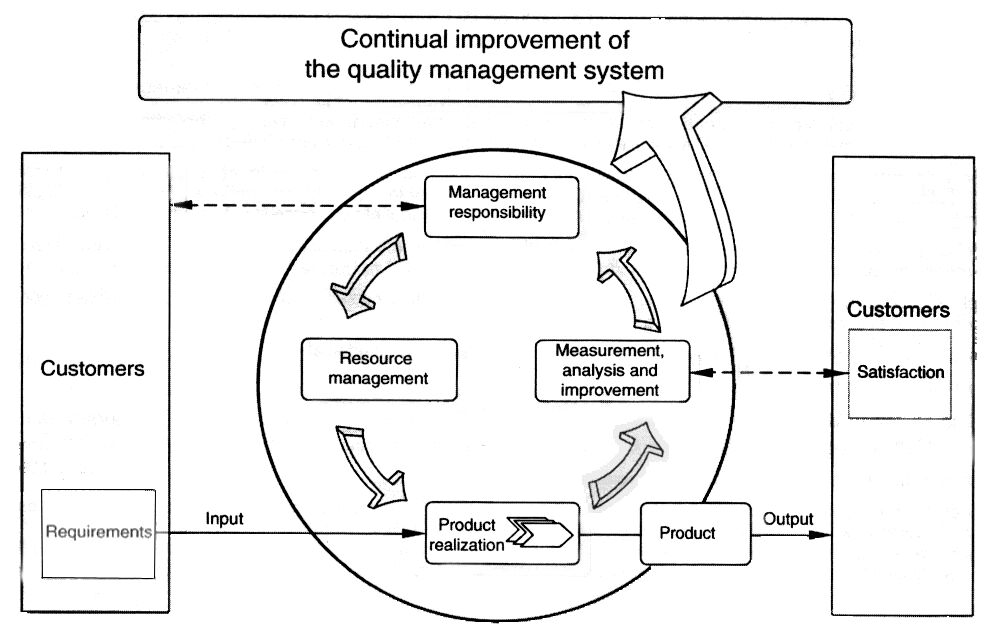 Continual improvement of
the quality management system
Management
responsibility
Customers
Resource
management
Measurement,
analysis and
improvement
Customers
Satisfaction
Requirements
Input
Product
realization
Product
Output